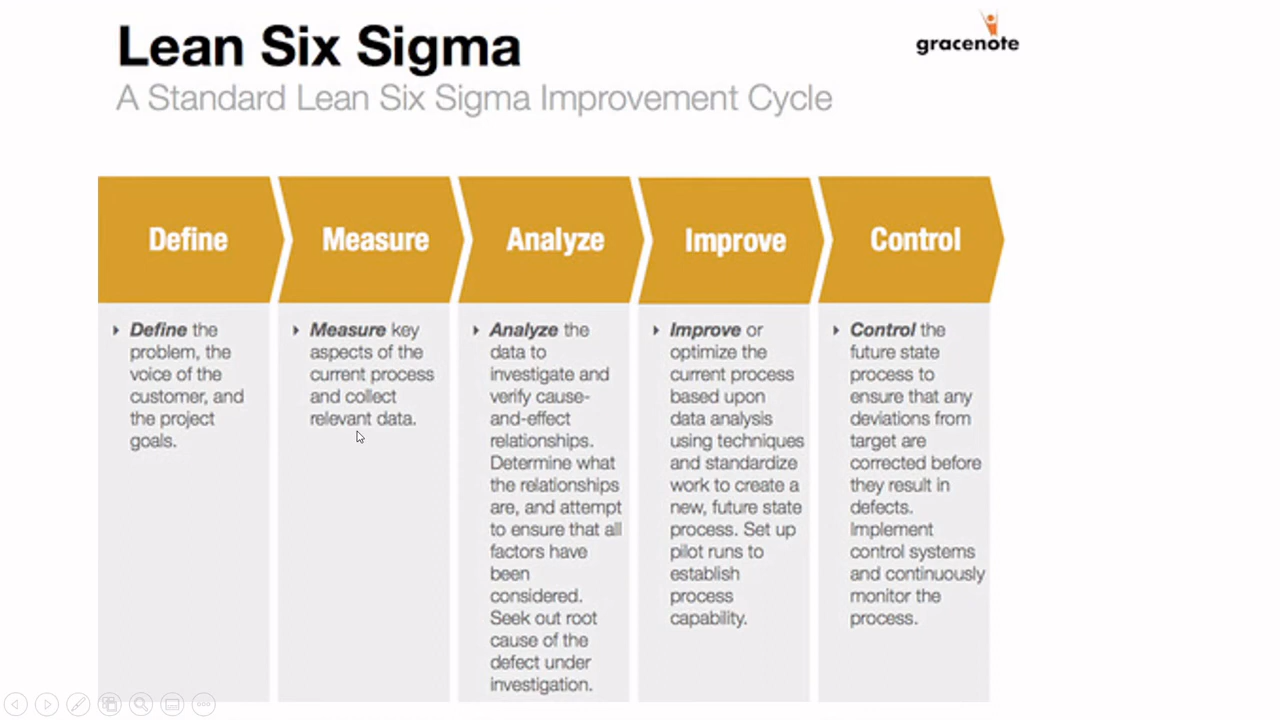 Lean Six Sigma
gracenote
A Standard Lean Six Sigma Improvement Cycle
Define
Measure
Analyze
Improve
Control
Define the
problem, the
voice of the
customer, and
the project
goals.
Measure key
aspects of the
current process
and collect
relevant data.
Analyze the
data to
investigate and
verify cause-
and-effect
relationships.
Determine what
the relationships
are, and attempt
to ensure that all
factors have
been
considered.
Seek out root
cause of the
defect under
investigation.
Improve or
optimize the
current process
based upon
data analysis
using techniques
and standardize
work to create a
new, future state
process. Set up
pilot runs to
establish
process
capability.
Control the
future state
process to
ensure that any
deviations from
target are
corrected before
they result in
defects.
Implement
control systems
and continuously
monitor the
process.